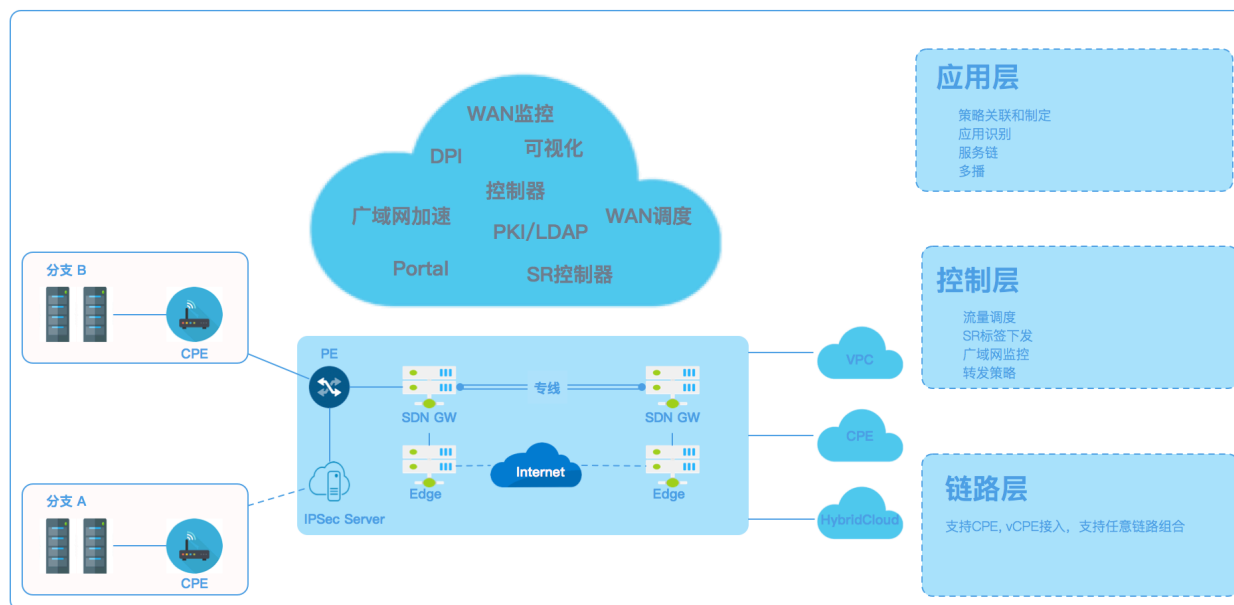 WAN监控
DPI
可视化
控制器
广域网加速
WAN调度
PKI/LDAP
Portal
SR控制器
分支 B
CPE
分支 A
CPE
PE
SDN GW
专线
SDN GW
IPSec Server
Edge
Internet
Edge
VPC
CPE
HybridCloud
应用层
策略关联和制定
应用识别
服务链
多播
控制层
流量调度
SR标签下发
广域网监控
转发策略
链路层
支持CPE, vCPE接入，支持任意链路组合